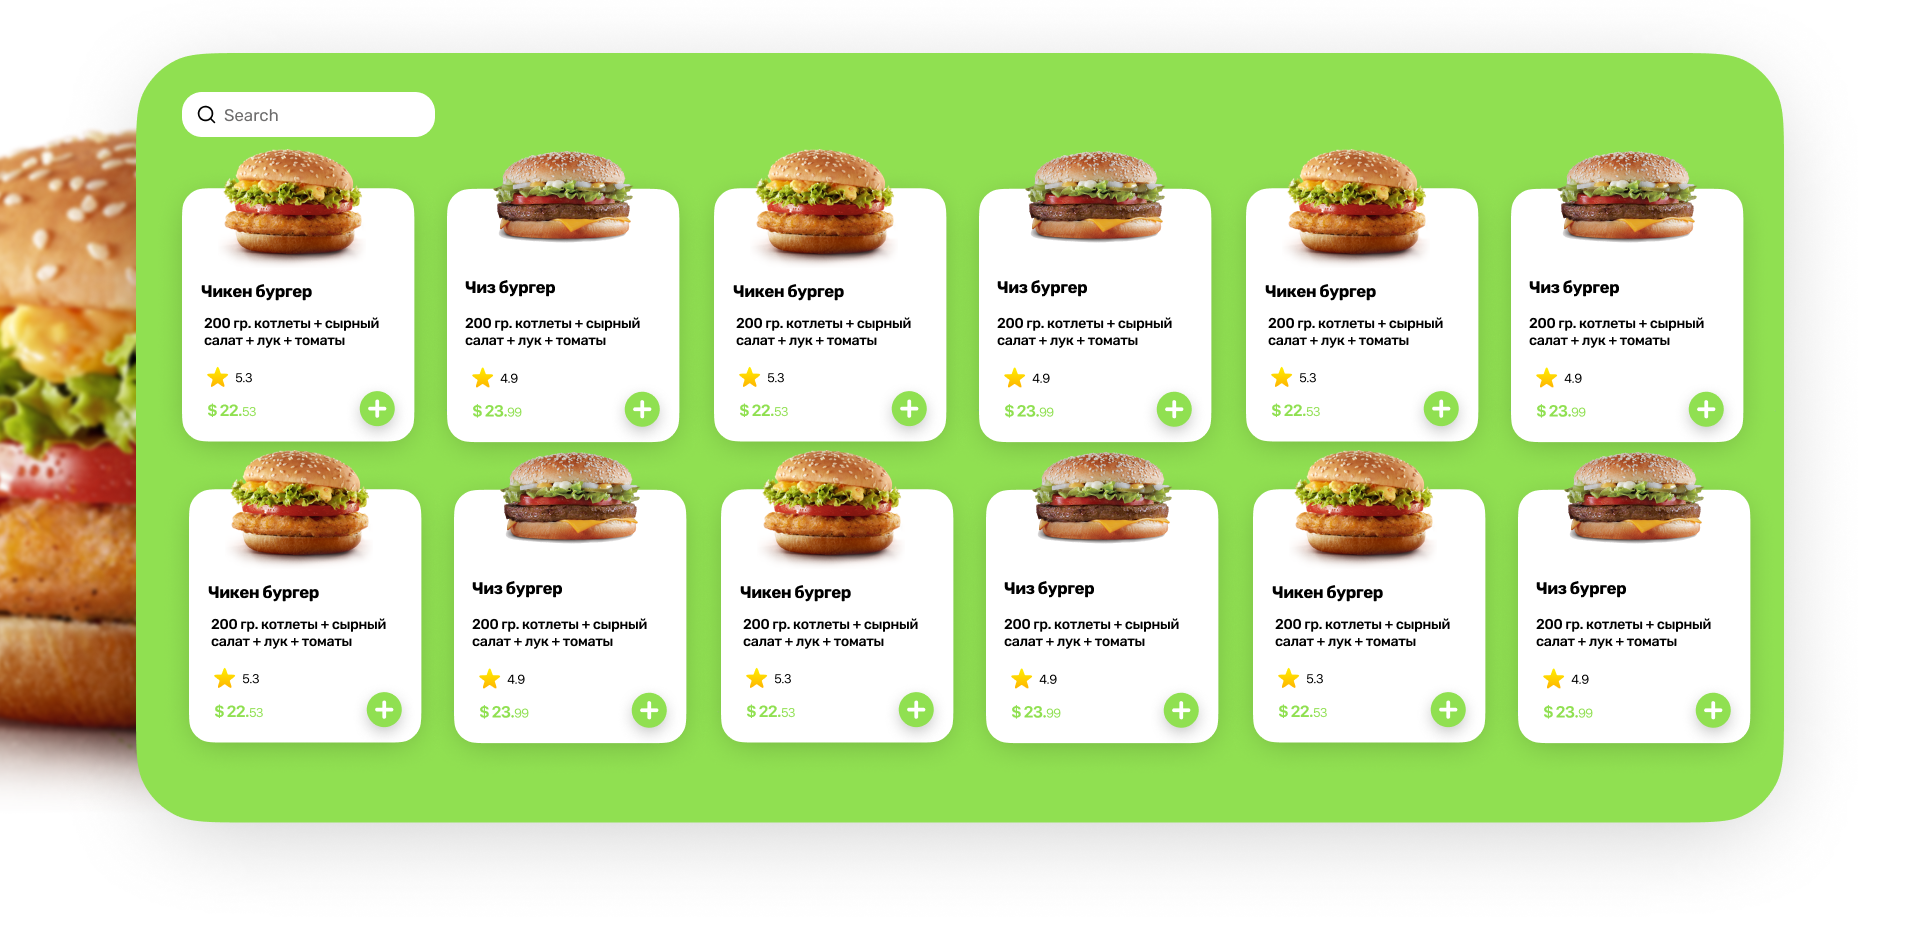 Search
Чикен бургер
200 гр. котлеты + сырный
салат + лук + томаты
5.3
$ 22.53
Чиз бургер
200 гр. котлеты + сырный
салат + лук + томаты
4.9
$ 23.99
Чикен бургер
200 гр. котлеты + сырный
салат + лук + томаты
5.3
$ 22.53
Чиз бургер
200 гр. котлеты + сырный
салат + лук + томаты
4.9
$ 23.99
Чикен бургер
200 гр. котлеты + сырный
салат + лук + томаты
5.3
$ 22.53
Чиз бургер
200 гр. котлеты + сырный
салат + лук + томаты
4.9
$ 23.99
Чикен бургер
200 гр. котлеты + сырный
салат + лук + томаты
5.3
$ 22.53
Чиз бургер
200 гр. котлеты + сырный
салат + лук + томаты
4.9
$ 23.99
Чикен бургер
200 гр. котлеты + сырный
салат + лук + томаты
5.3
$ 22.53
Чиз бургер
200 гр. котлеты + сырный
салат + лук + томаты
4.9
$ 23.99
Чикен бургер
200 гр. котлеты + сырный
салат + лук + томаты
5.3
$ 22.53
Чиз бургер
200 гр. котлеты + сырный
салат + лук + томаты
4.9
$ 23.99